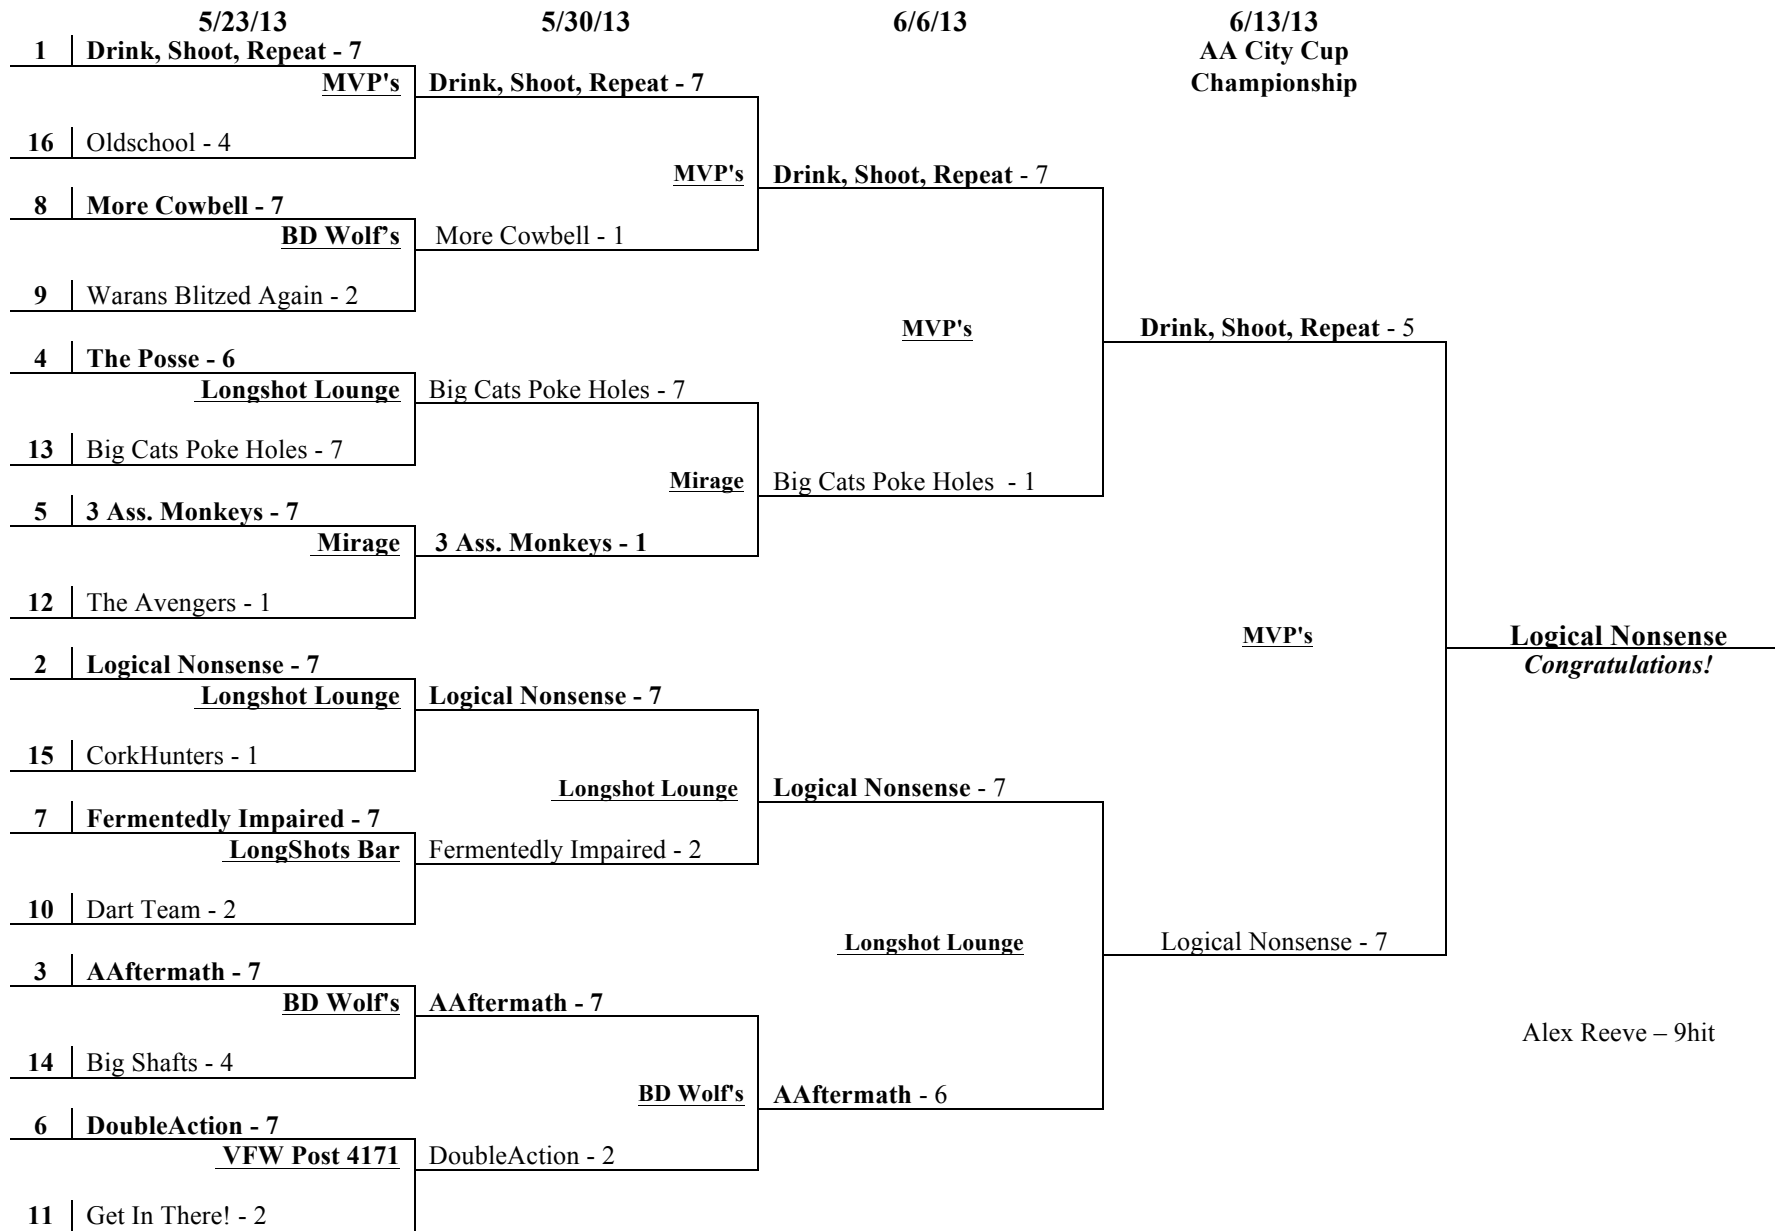 5/23/13 5/30/13 6/6/13 6/13/13
1 Drink, Shoot, Repeat - 7 AA City Cup
MVP's Drink, Shoot, Repeat - 7 Championship
16 Oldschool - 4
MVP's Drink, Shoot, Repeat - 7
8 More Cowbell - 7
BD Wolf’s More Cowbell - 1
9 Warans Blitzed Again - 2
MVP's Drink, Shoot, Repeat - 5
4 The Posse - 6
Longshot Lounge Big Cats Poke Holes - 7
13 Big Cats Poke Holes - 7
Mirage Big Cats Poke Holes - 1
5 3 Ass. Monkeys - 7
Mirage 3 Ass. Monkeys - 1
12 The Avengers - 1
MVP's Logical Nonsense
2 Logical Nonsense - 7 Congratulations!
Longshot Lounge Logical Nonsense - 7
15 CorkHunters - 1
Longshot Lounge Logical Nonsense - 7
7 Fermentedly Impaired - 7
LongShots Bar Fermentedly Impaired - 2
10 Dart Team - 2
Longshot Lounge Logical Nonsense - 7
3 AAftermath - 7
BD Wolf's AAftermath - 7
Alex Reeve – 9hit
14 Big Shafts - 4
BD Wolf's AAftermath - 6
6 DoubleAction - 7
VFW Post 4171 DoubleAction - 2
11 Get In There! - 2